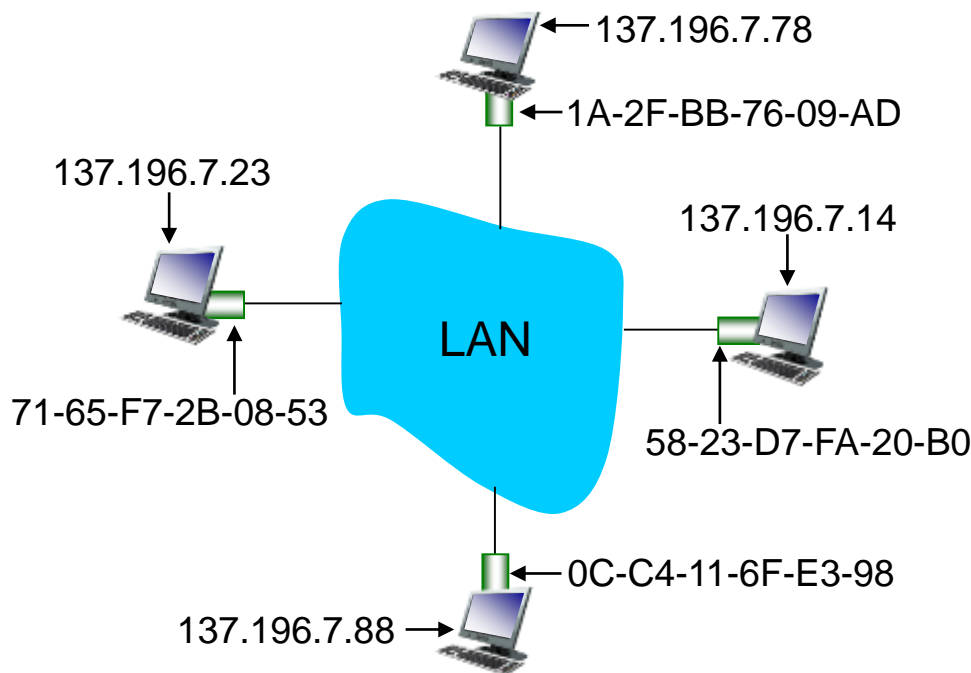 137.196.7.78
1A-2F-BB-76-09-AD
137.196.7.23
137.196.7.14
LAN
71-65-F7-2B-08-53
58-23-D7-FA-20-B0
0C-C4-11-6F-E3-98
137.196.7.88